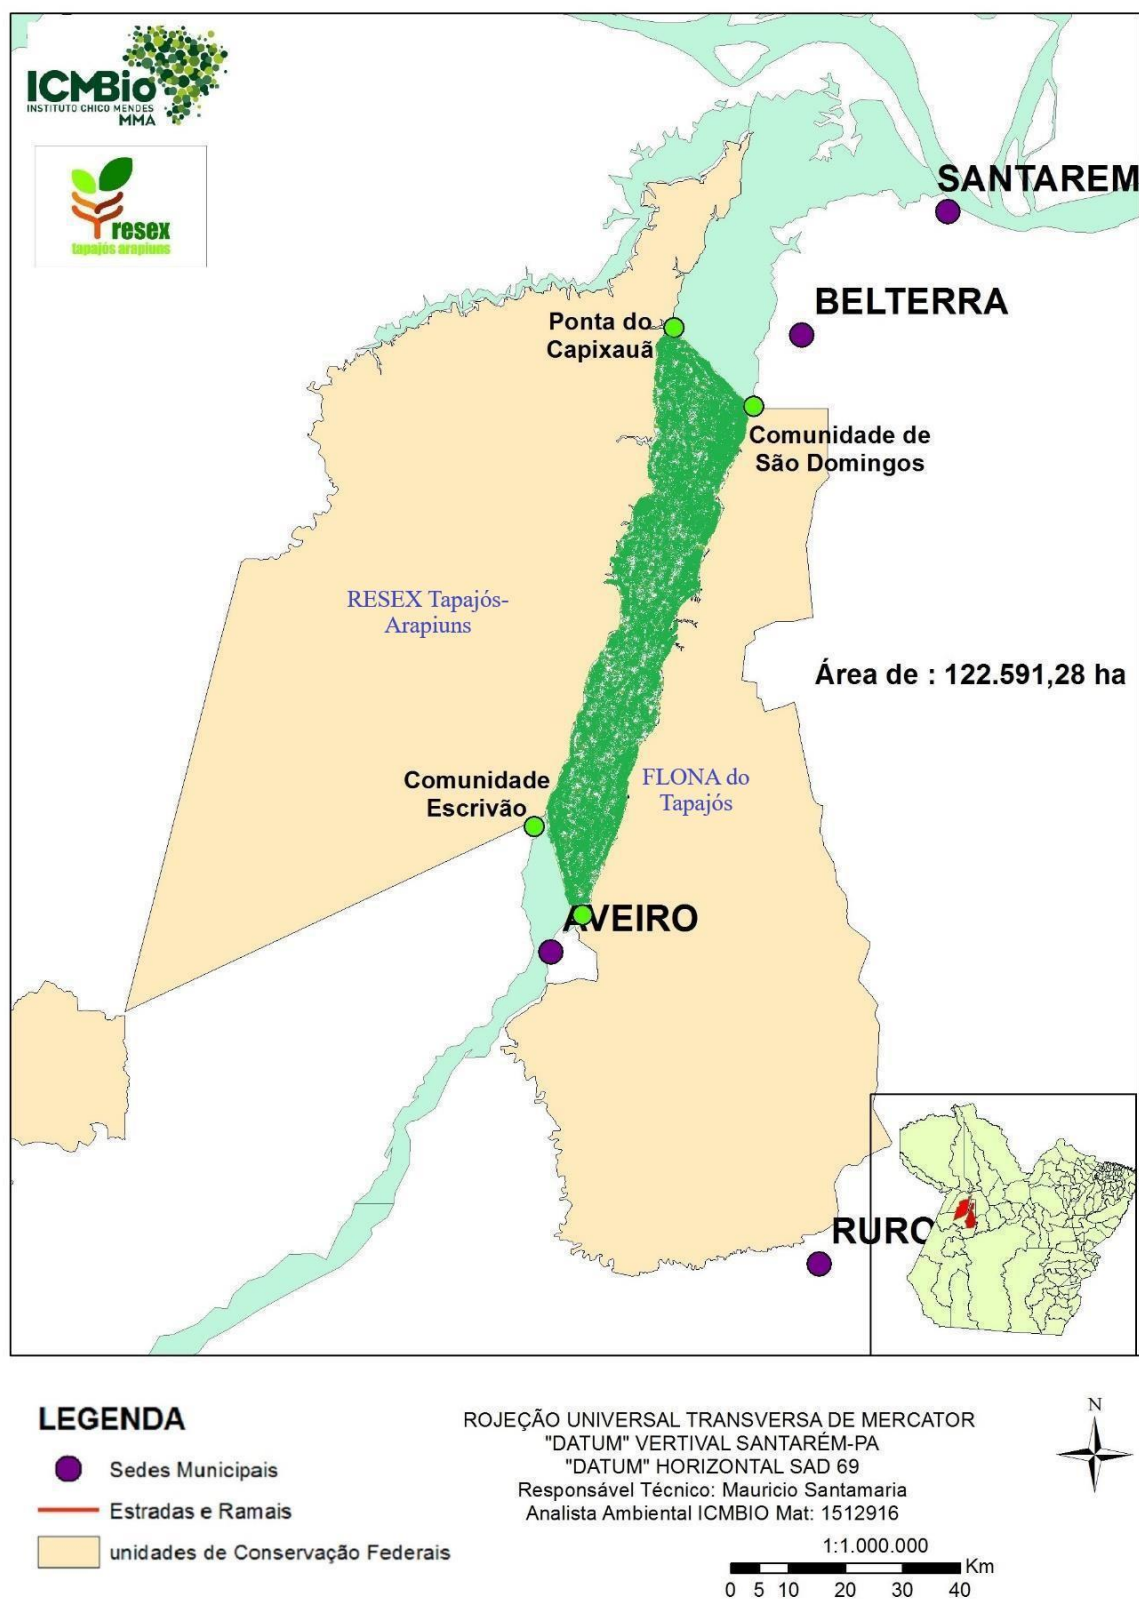 ICMBio
INSTITUTO CHICO MENDES
MMA
resex
tapajós arapiuns
SANTAREM
BELTERRA
Ponta do
Capixauã
Comunidade de
São Domingos
RESEX Tapajós-
Arapiuns
Área de : 122.591,28 ha
Comunidade
Escrivão
FLONA do
Tapajós
AVEIRO
RURO
LEGENDA
Sedes Municipais
Estradas e Ramais
unidades de Conservação Federais
ROJEÇÃO UNIVERSAL TRANSVERSA DE MERCATOR
"DATUM" VERTIVAL SANTARÉM-PA
"DATUM" HORIZONTAL SAD 69
Responsável Técnico: Mauricio Santamaria
Analista Ambiental ICMBIO Mat: 1512916
N
1:1.000.000
Km
0 5 10 20 30 40